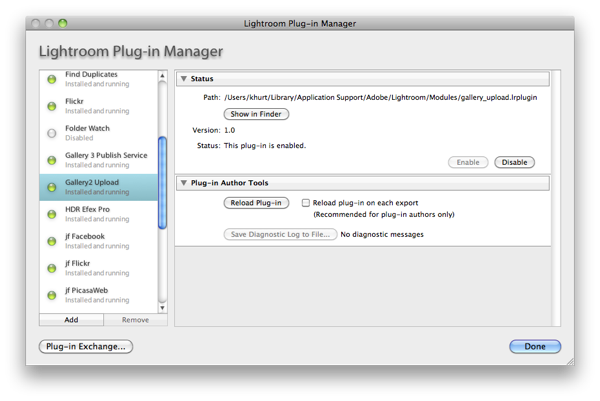 Lightroom Plug-in Manager
Lightroom Plug-in Manager
Find Duplicates
Installed and running
Flickr
Installed and running
Folder Watch
Disabled
Gallery 3 Publish Service
Installed and running
Gallery2 Upload
Installed and running
HDR Efex Pro
Installed and running
jf Facebook
Installed and running
jf Flickr
Installed and running
jf PicasaWeb
Installed and running
Add Remove
Plug-in Exchange...
Status
Path: /Users/khurt/Library/Application Support/Adobe/Lightroom/Modules/gallery_upload.lrplugin
Show in Finder
Version: 1.0
Status: This plug-in is enabled.
Enable Disable
Plug-in Author Tools
Reload Plug-in Reload plug-in on each export
(Recommended for plug-in authors only)
Save Diagnostic Log to File... No diagnostic messages
Done